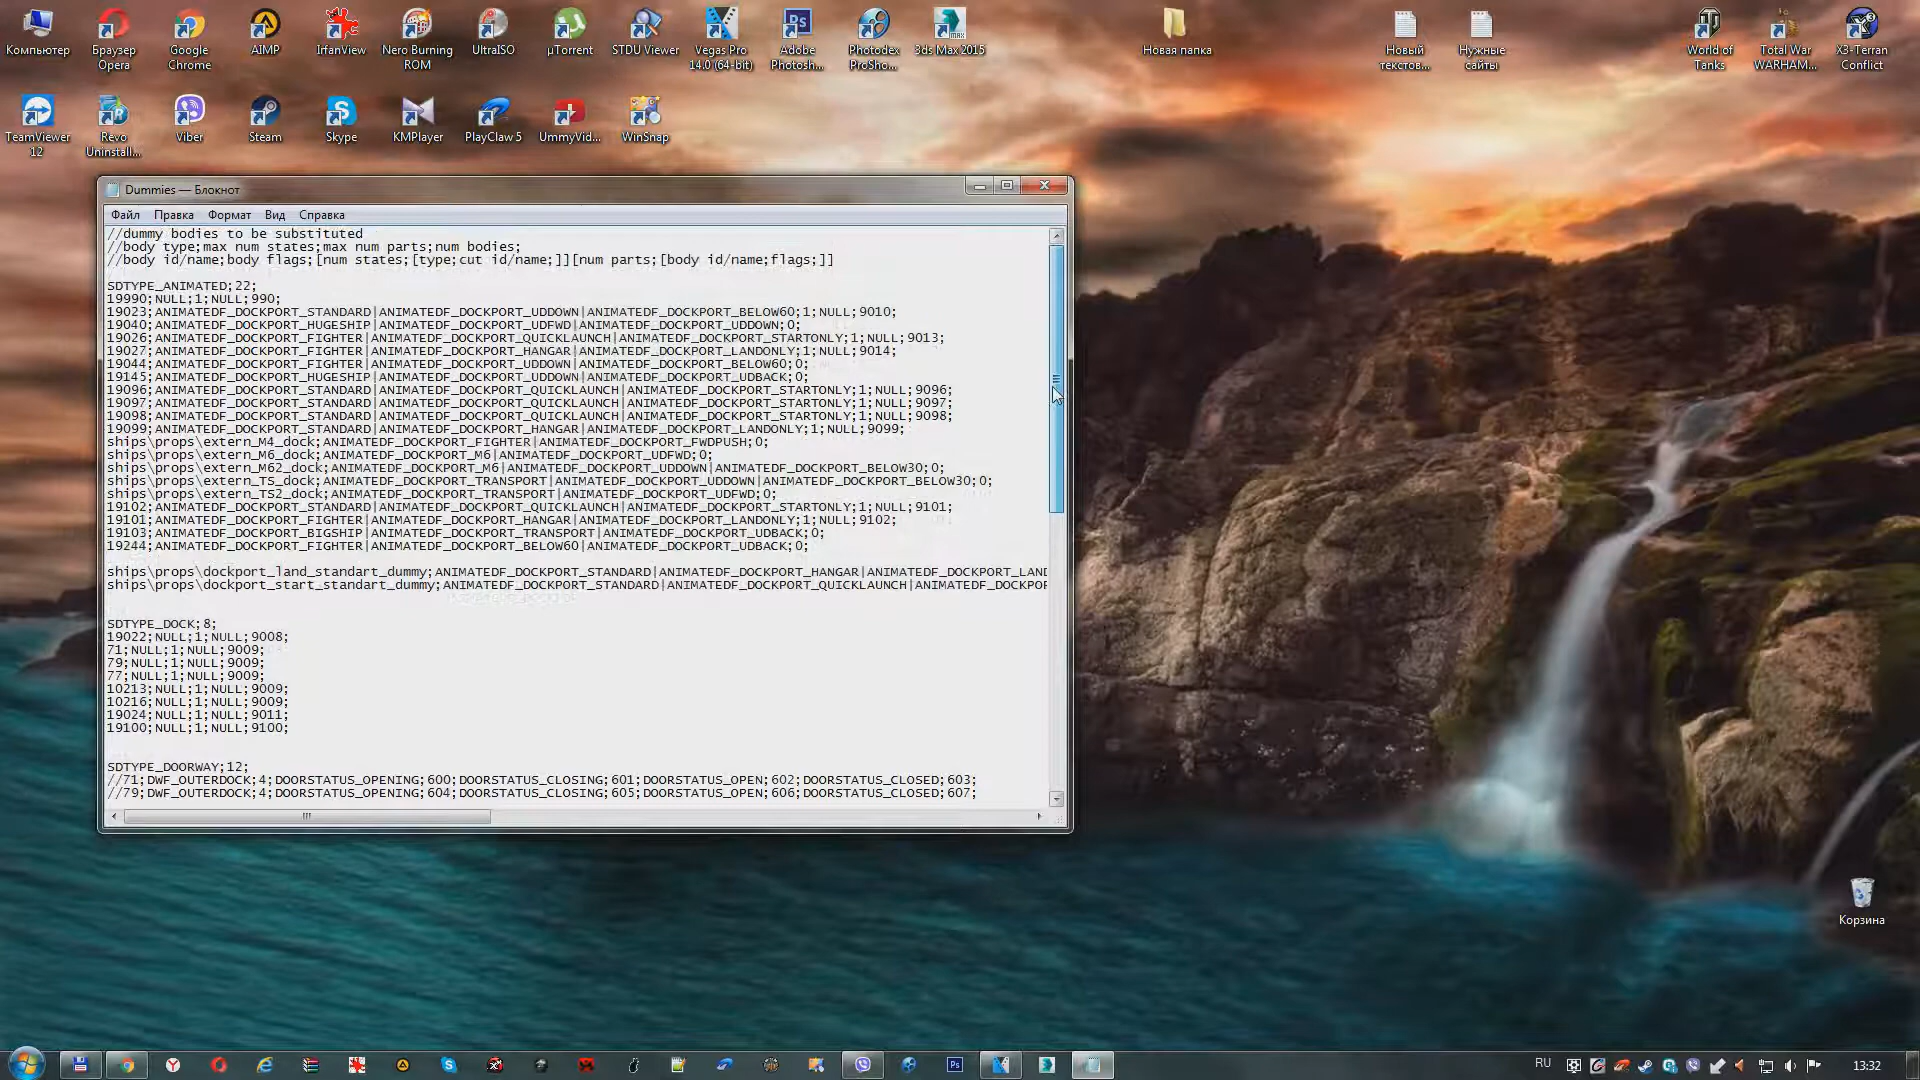 Компьютер
Браузер Opera
Google Chrome
AIMP
IrfanView
Nero Burning ROM
UltraISO
µTorrent
STDU Viewer
Vegas Pro 14.0 (64-bit)
Adobe Photosh...
Photodex ProSho...
3ds Max 2015
Новая папка
Новый текстов...
Нужные сайты
World of Tanks
Total War WARHAM...
X3-Terran Conflict
TeamViewer 12
Revo Uninstall...
Viber
Steam
Skype
KMPlayer
PlayClaw 5
UmmyVid...
WinSnap
Dummies — Блокнот
Файл Правка Формат Вид Справка
//dummy bodies to be substituted
//body type;max num states;max num parts;num bodies;
//body id/name;body flags;[num states;[type;cut id/name;]][num parts;[body id/name;flags;]]
SDTYPE_ANIMATED;22;
19990;NULL;1;NULL;990;
19023;ANIMATEDF_DOCKPORT_STANDARD|ANIMATEDF_DOCKPORT_UDDOWN|ANIMATEDF_DOCKPORT_BELOW60;1;NULL;9010;
19040;ANIMATEDF_DOCKPORT_HUGESHIP|ANIMATEDF_DOCKPORT_UDFWD|ANIMATEDF_DOCKPORT_UDDOWN;0;
19026;ANIMATEDF_DOCKPORT_FIGHTER|ANIMATEDF_DOCKPORT_QUICKLAUNCH|ANIMATEDF_DOCKPORT_STARTONLY;1;NULL;9013;
19027;ANIMATEDF_DOCKPORT_FIGHTER|ANIMATEDF_DOCKPORT_HANGAR|ANIMATEDF_DOCKPORT_LANDONLY;1;NULL;9014;
19044;ANIMATEDF_DOCKPORT_FIGHTER|ANIMATEDF_DOCKPORT_UDDOWN|ANIMATEDF_DOCKPORT_BELOW60;0;
19145;ANIMATEDF_DOCKPORT_HUGESHIP|ANIMATEDF_DOCKPORT_UDDOWN|ANIMATEDF_DOCKPORT_UDBACK;0;
19096;ANIMATEDF_DOCKPORT_STANDARD|ANIMATEDF_DOCKPORT_QUICKLAUNCH|ANIMATEDF_DOCKPORT_STARTONLY;1;NULL;9096;
19097;ANIMATEDF_DOCKPORT_STANDARD|ANIMATEDF_DOCKPORT_QUICKLAUNCH|ANIMATEDF_DOCKPORT_STARTONLY;1;NULL;9097;
19098;ANIMATEDF_DOCKPORT_STANDARD|ANIMATEDF_DOCKPORT_QUICKLAUNCH|ANIMATEDF_DOCKPORT_STARTONLY;1;NULL;9098;
19099;ANIMATEDF_DOCKPORT_STANDARD|ANIMATEDF_DOCKPORT_HANGAR|ANIMATEDF_DOCKPORT_LANDONLY;1;NULL;9099;
ships\props\extern_M4_dock;ANIMATEDF_DOCKPORT_FIGHTER|ANIMATEDF_DOCKPORT_FWDPUSH;0;
ships\props\extern_M6_dock;ANIMATEDF_DOCKPORT_M6|ANIMATEDF_DOCKPORT_UDFWD;0;
ships\props\extern_M62_dock;ANIMATEDF_DOCKPORT_M6|ANIMATEDF_DOCKPORT_UDDOWN|ANIMATEDF_DOCKPORT_BELOW30;0;
ships\props\extern_TS_dock;ANIMATEDF_DOCKPORT_TRANSPORT|ANIMATEDF_DOCKPORT_UDDOWN|ANIMATEDF_DOCKPORT_BELOW30;0;
ships\props\extern_TS2_dock;ANIMATEDF_DOCKPORT_TRANSPORT|ANIMATEDF_DOCKPORT_UDFWD;0;
19102;ANIMATEDF_DOCKPORT_STANDARD|ANIMATEDF_DOCKPORT_QUICKLAUNCH|ANIMATEDF_DOCKPORT_STARTONLY;1;NULL;9101;
19101;ANIMATEDF_DOCKPORT_FIGHTER|ANIMATEDF_DOCKPORT_HANGAR|ANIMATEDF_DOCKPORT_LANDONLY;1;NULL;9102;
19103;ANIMATEDF_DOCKPORT_BIGSHIP|ANIMATEDF_DOCKPORT_TRANSPORT|ANIMATEDF_DOCKPORT_UDBACK;0;
19244;ANIMATEDF_DOCKPORT_FIGHTER|ANIMATEDF_DOCKPORT_BELOW60|ANIMATEDF_DOCKPORT_UDBACK;0;
ships\props\dockport_land_standart_dummy;ANIMATEDF_DOCKPORT_STANDARD|ANIMATEDF_DOCKPORT_HANGAR|ANIMATEDF_DOCKPORT_LAND
ships\props\dockport_start_standart_dummy;ANIMATEDF_DOCKPORT_STANDARD|ANIMATEDF_DOCKPORT_QUICKLAUNCH|ANIMATEDF_DOCKPOR
SDTYPE_DOCK;8;
19022;NULL;1;NULL;9008;
71;NULL;1;NULL;9009;
79;NULL;1;NULL;9009;
77;NULL;1;NULL;9009;
10213;NULL;1;NULL;9009;
10216;NULL;1;NULL;9009;
19024;NULL;1;NULL;9011;
19100;NULL;1;NULL;9100;
SDTYPE_DOORWAY;12;
//71;DWF_OUTERDOCK;4;DOORSTATUS_OPENING;600;DOORSTATUS_CLOSING;601;DOORSTATUS_OPEN;602;DOORSTATUS_CLOSED;603;
//79;DWF_OUTERDOCK;4;DOORSTATUS_OPENING;604;DOORSTATUS_CLOSING;605;DOORSTATUS_OPEN;606;DOORSTATUS_CLOSED;607;
Корзина
RU
13:32